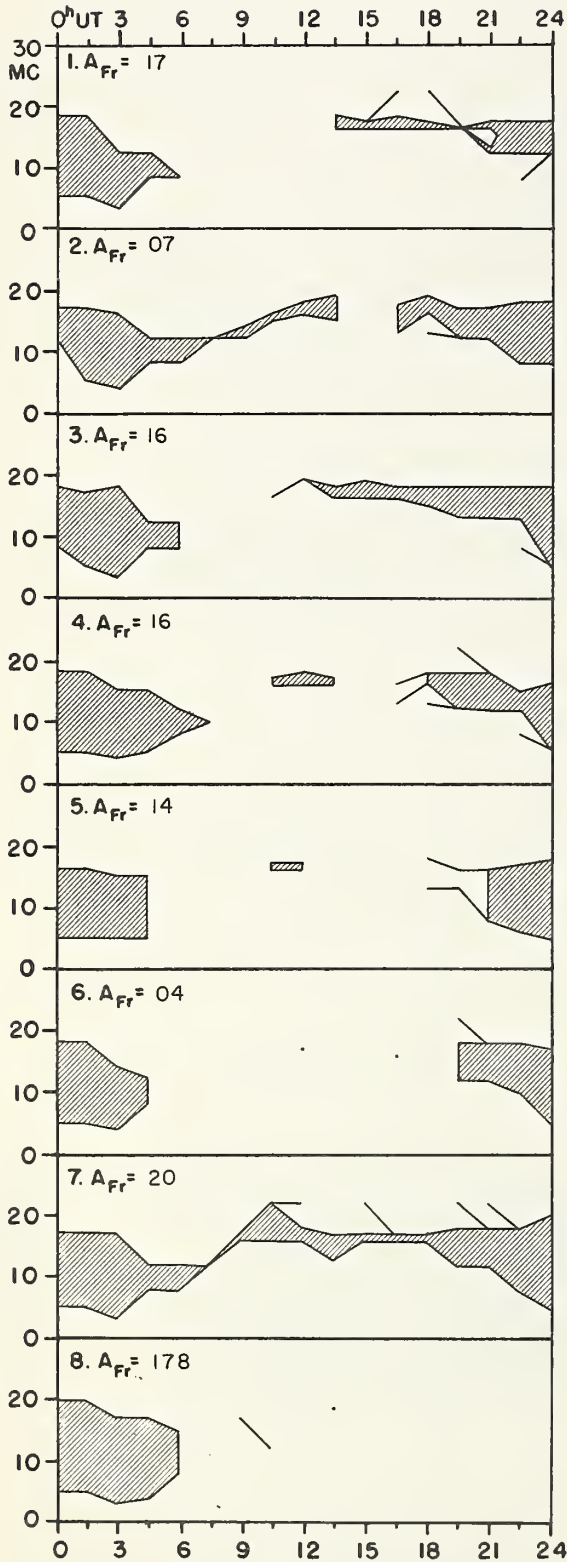 0ʰUT 3 6 9 12 15 18 21 24
30
MC
1. A_Fr = 17
20
10
0
2. A_Fr = 07
20
10
0
3. A_Fr = 16
20
10
0
4. A_Fr = 16
20
10
0
5. A_Fr = 14
20
10
0
6. A_Fr = 04
20
10
0
7. A_Fr = 20
20
10
0
8. A_Fr = 178
20
10
0
0 3 6 9 12 15 18 21 24